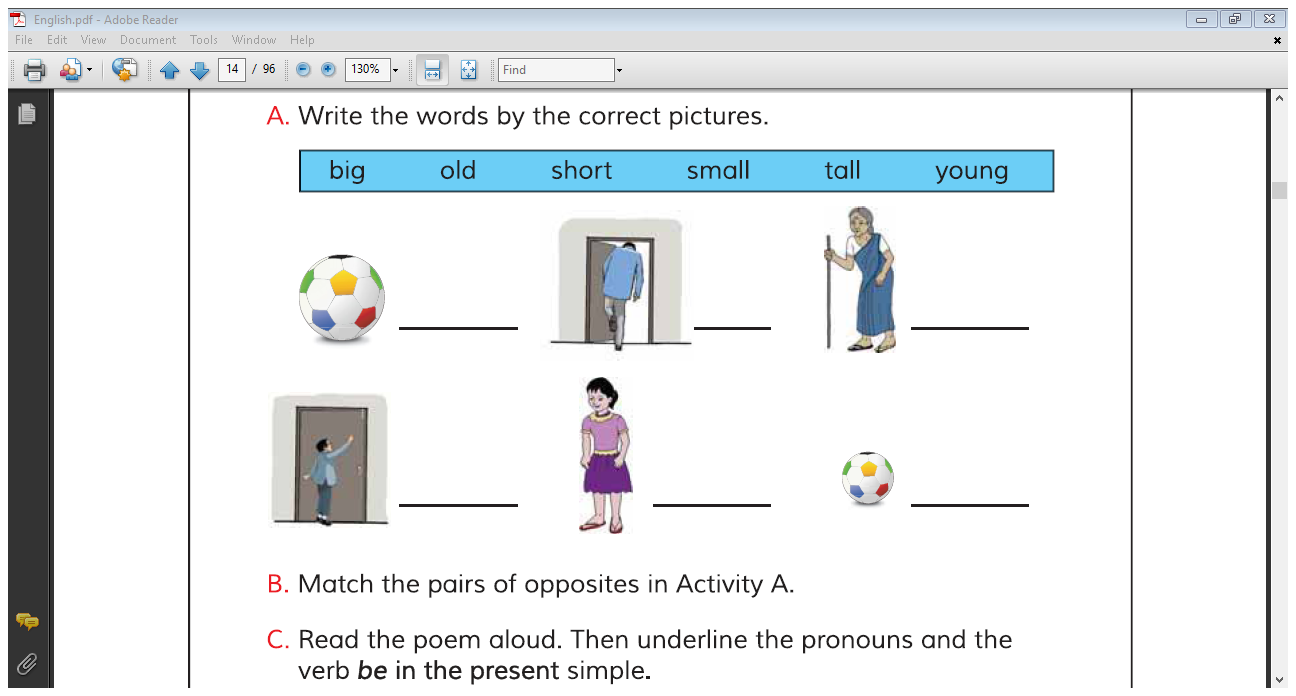 English.pdf - Adobe Reader
File Edit View Document Tools Window Help
14 / 96 130% Find
A. Write the words by the correct pictures.
big old short small tall young
B. Match the pairs of opposites in Activity A.
C. Read the poem aloud. Then underline the pronouns and the
verb be in the present simple.